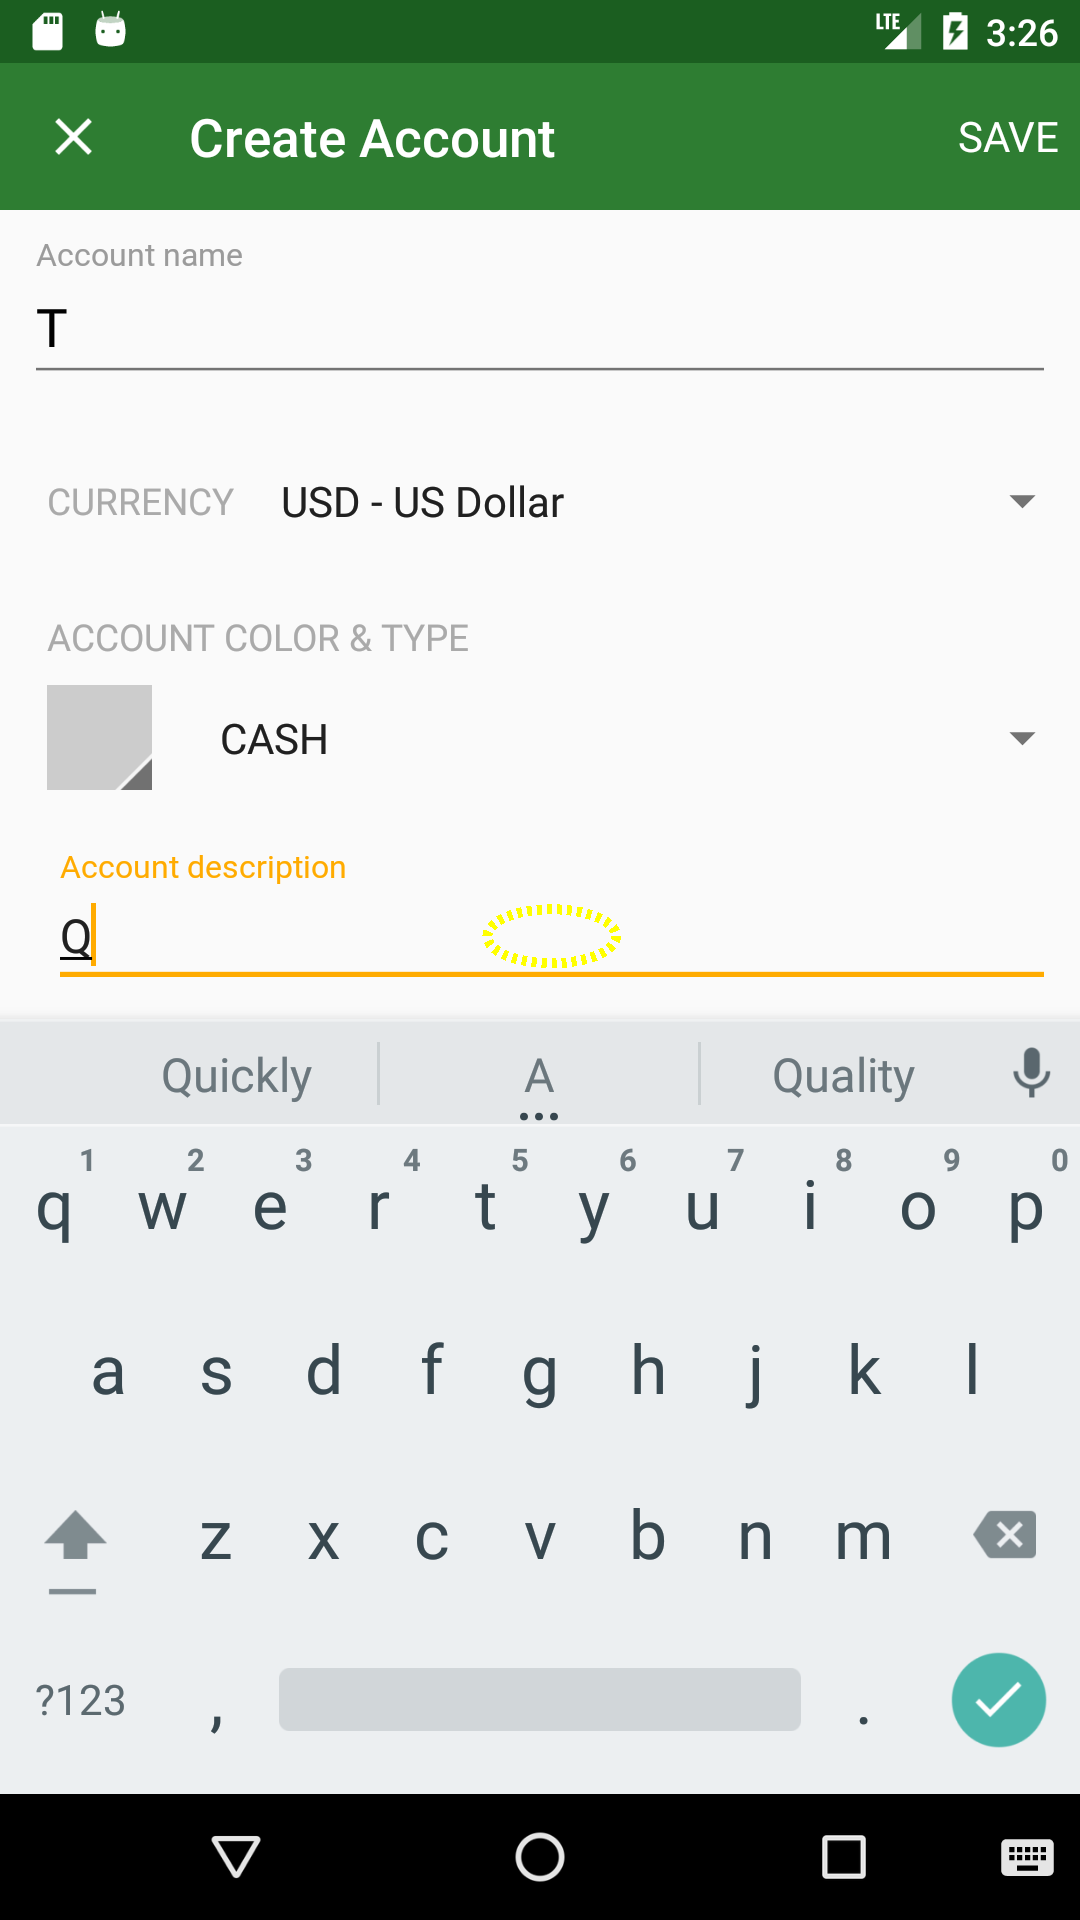 LTE 3:26
Create Account SAVE
Account name
T
CURRENCY USD - US Dollar
ACCOUNT COLOR & TYPE
CASH
Account description
Q
Quickly A Quality
1 2 3 4 5 6 7 8 9 0
q w e r t y u i o p
a s d f g h j k l
z x c v b n m
?123 , .